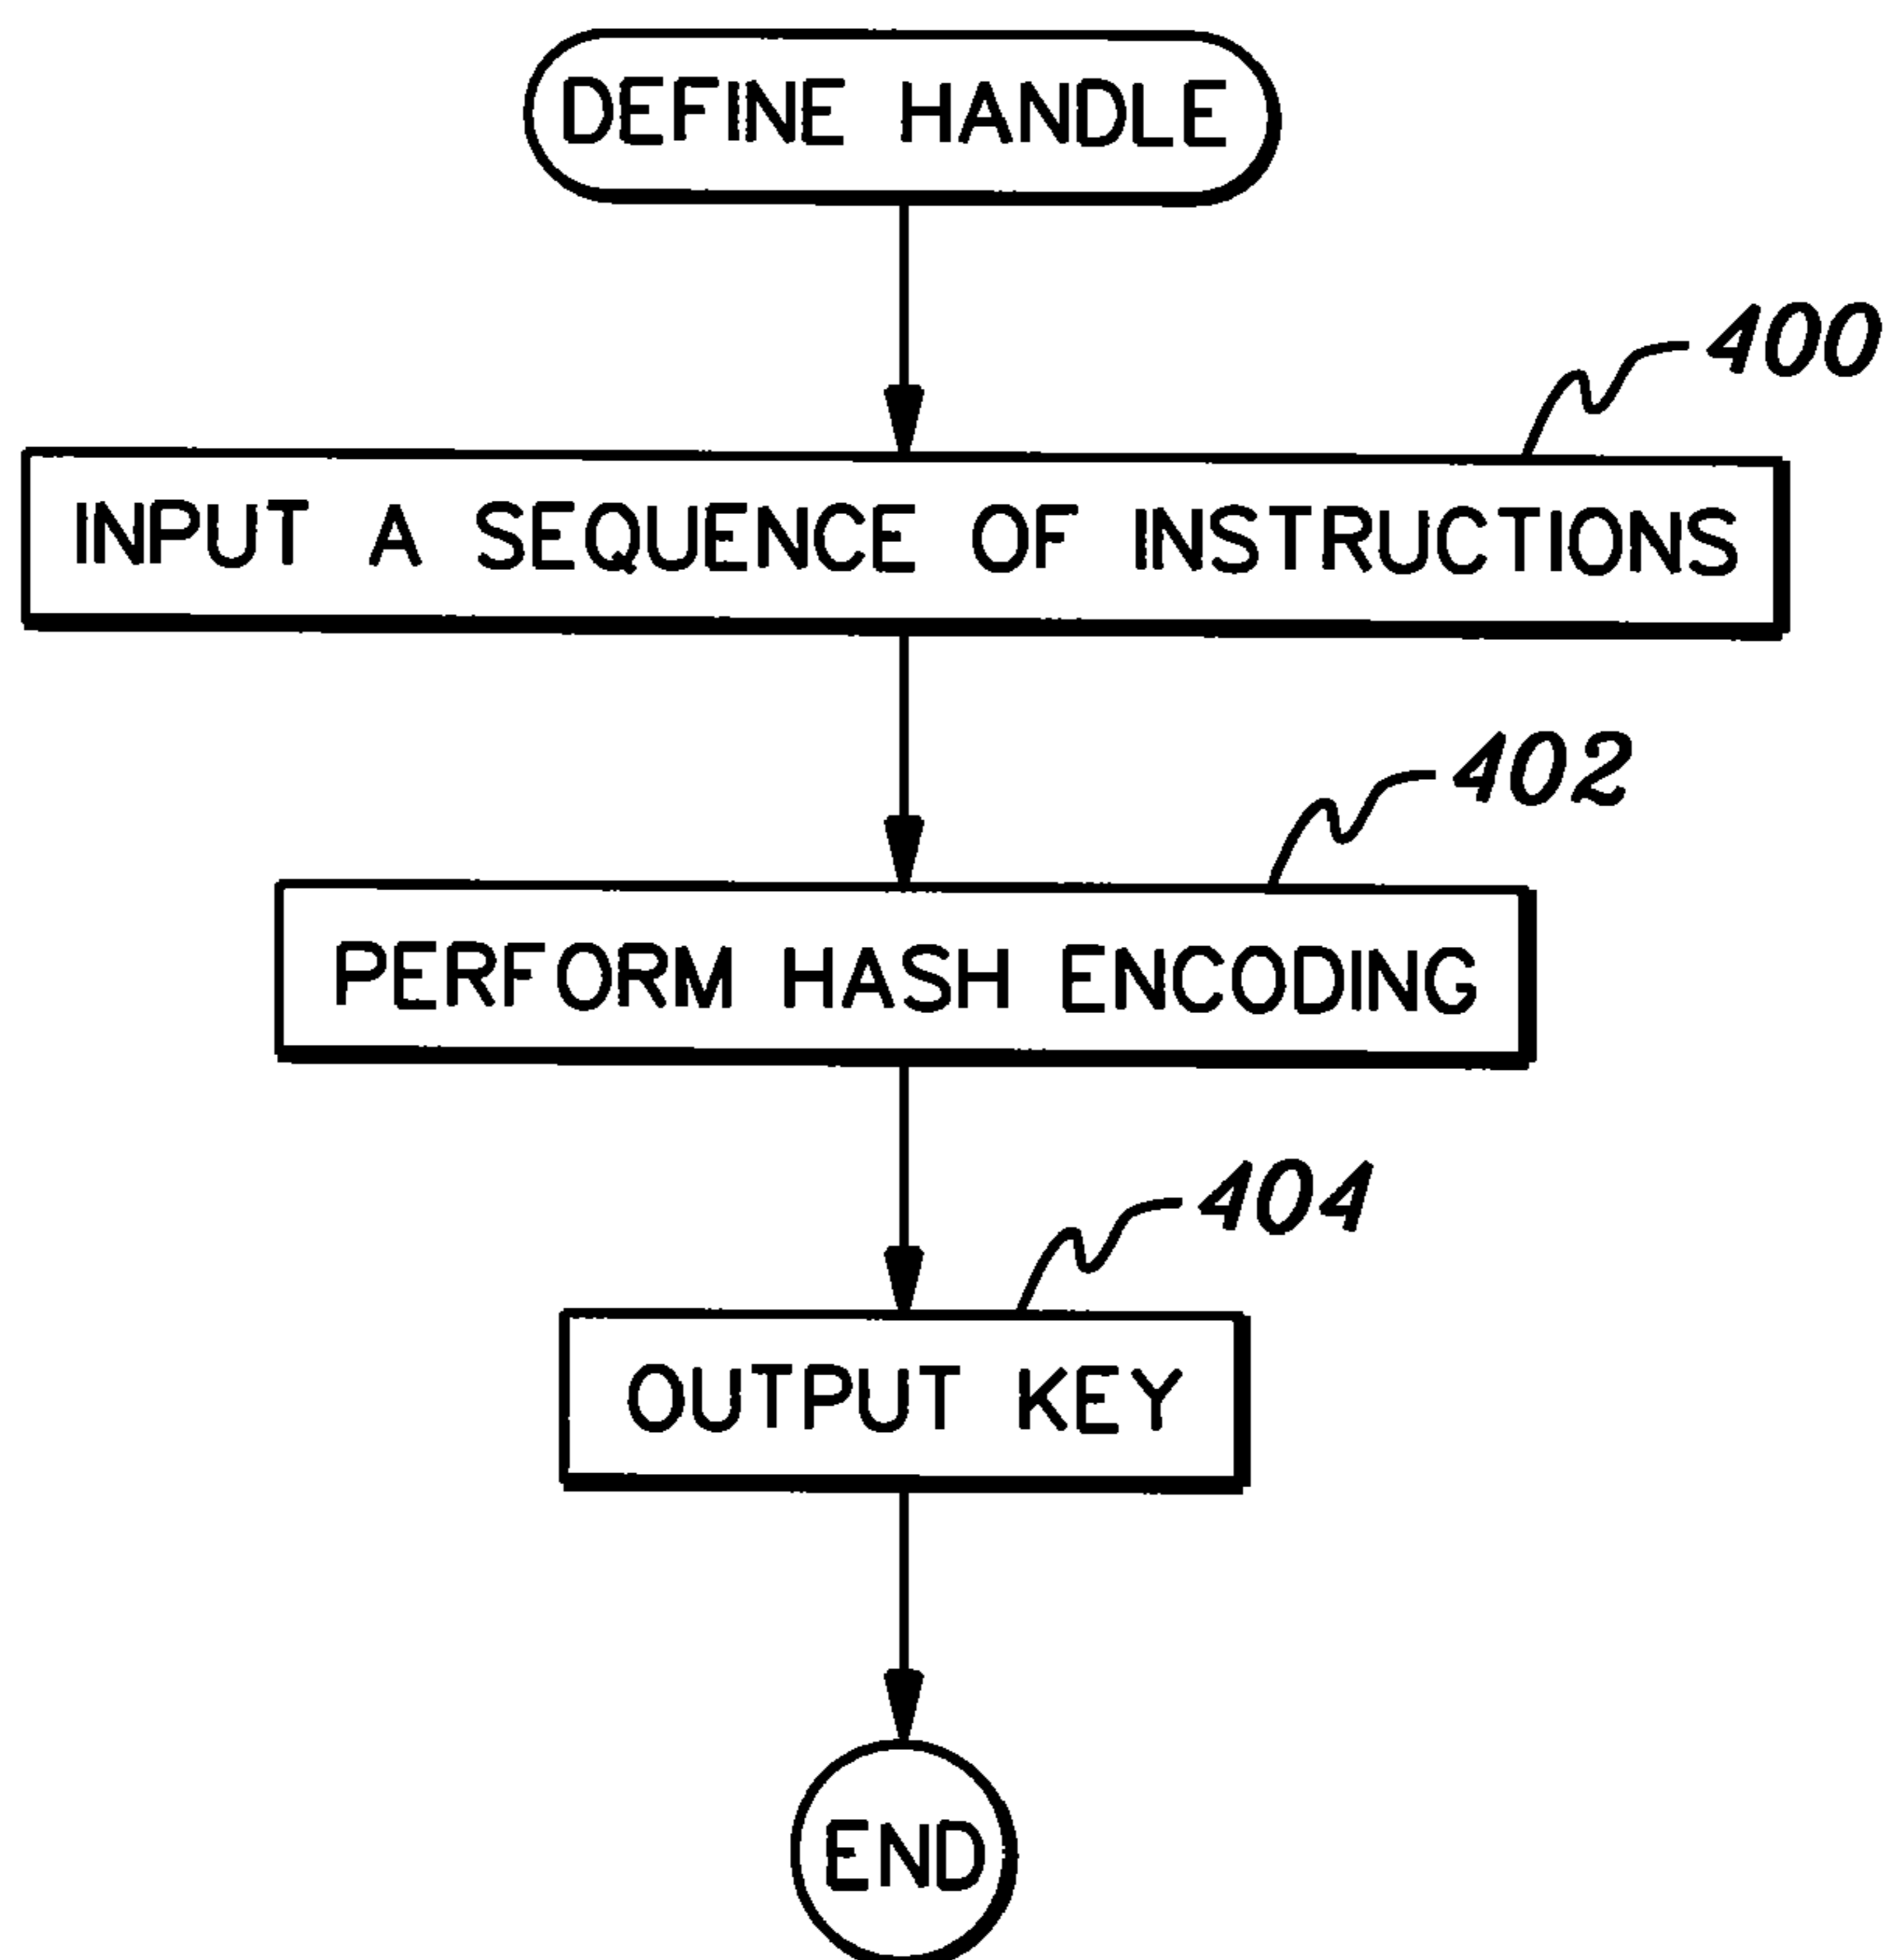 DEFINE HANDLE
400
INPUT A SEQUENCE OF INSTRUCTIONS
402
PERFORM HASH ENCODING
404
OUTPUT KEY
END